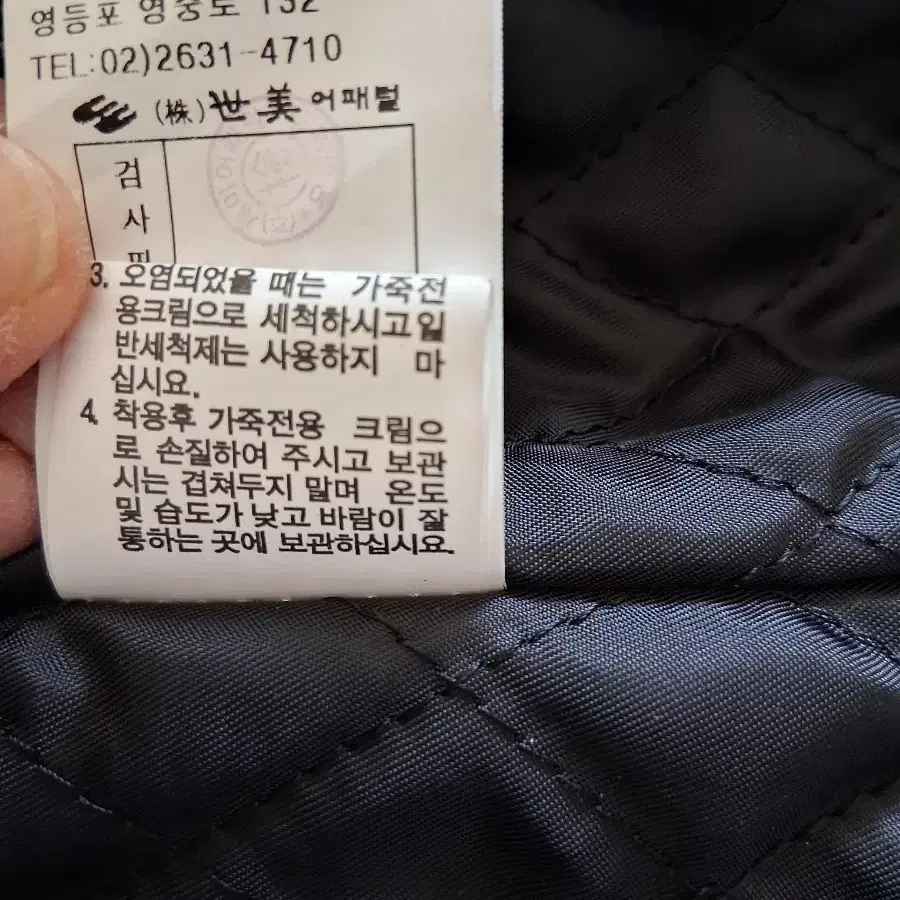 영등포 영중로 132
TEL:02)2631-4710
(株)世美어패럴
검
사
필
3. 오염되었을 때는 가죽전
용크림으로 세척하시고일
반세척제는 사용하지 마
십시요.
4. 착용후 가죽전용 크림으
로 손질하여 주시고 보관
시는 겹쳐두지 말며 온도
및 습도가 낮고 바람이 잘
통하는 곳에 보관하십시요.